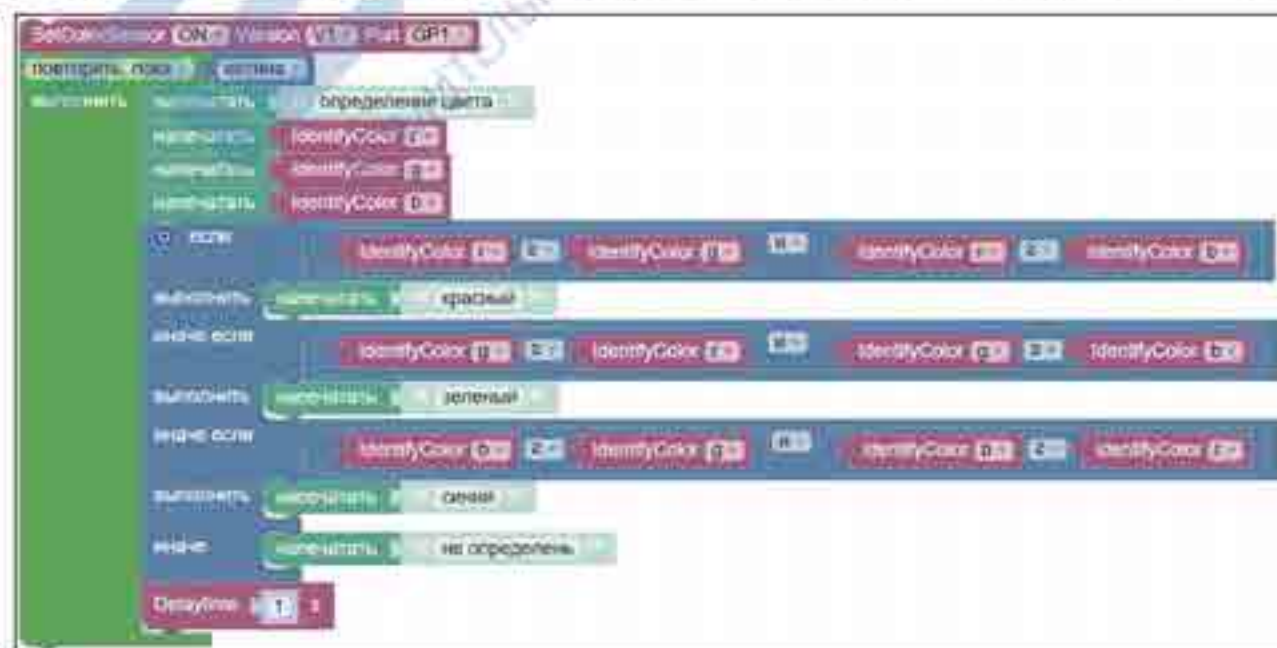 SetColorSensor ON Version V1 Port GP1
повторять, пока истина
выполнить напечатать определение цвета
напечатать IdentifyColor r
напечатать IdentifyColor g
напечатать IdentifyColor b
если IdentifyColor r ≥ IdentifyColor g и IdentifyColor r ≥ IdentifyColor b
выполнить напечатать красный
иначе если IdentifyColor g ≥ IdentifyColor r и IdentifyColor g ≥ IdentifyColor b
выполнить напечатать зеленый
иначе если IdentifyColor b ≥ IdentifyColor g и IdentifyColor b ≥ IdentifyColor r
выполнить напечатать синий
иначе напечатать не определень
DelayTime 1 s